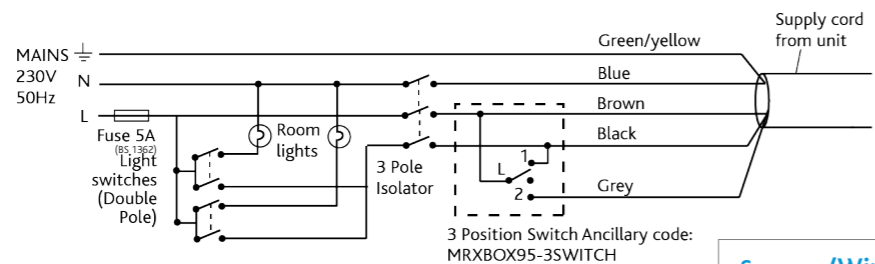 Supply cord
from unit
MAINS
230V
50Hz
N
L
Green/yellow
Blue
Brown
Black
Grey
Fuse 5A
(BS 1362)
Light
switches
(Double
Pole)
Room
lights
3 Pole
Isolator
L
1
2
3 Position Switch Ancillary code:
MRXBOX95-3SWITCH